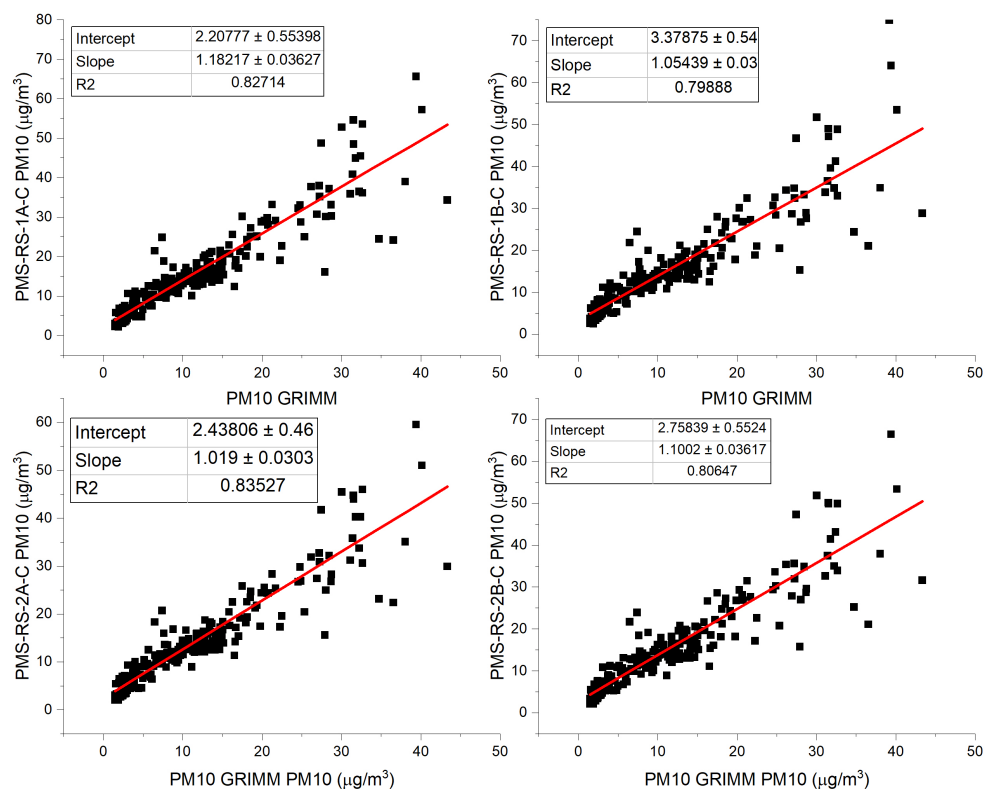 80
70
60
50
40
30
20
10
0
PMS-RS-1A-C PM10 (μg/m³)
Intercept 2.20777 ± 0.55398
Slope 1.18217 ± 0.03627
R2 0.82714
0 10 20 30 40 50
PM10 GRIMM
70
60
50
40
30
20
10
0
PMS-RS-1B-C PM10 (μg/m³)
Intercept 3.37875 ± 0.54
Slope 1.05439 ± 0.03
R2 0.79888
0 10 20 30 40 50
PM10 GRIMM
60
50
40
30
20
10
0
PMS-RS-2A-C PM10 (μg/m³)
Intercept 2.43806 ± 0.46
Slope 1.019 ± 0.0303
R2 0.83527
0 10 20 30 40 50
PM10 GRIMM PM10 (μg/m³)
70
60
50
40
30
20
10
0
PMS-RS-2B-C PM10 (μg/m³)
Intercept 2.75839 ± 0.5524
Slope 1.1002 ± 0.03617
R2 0.80647
0 10 20 30 40 50
PM10 GRIMM PM10 (μg/m³)